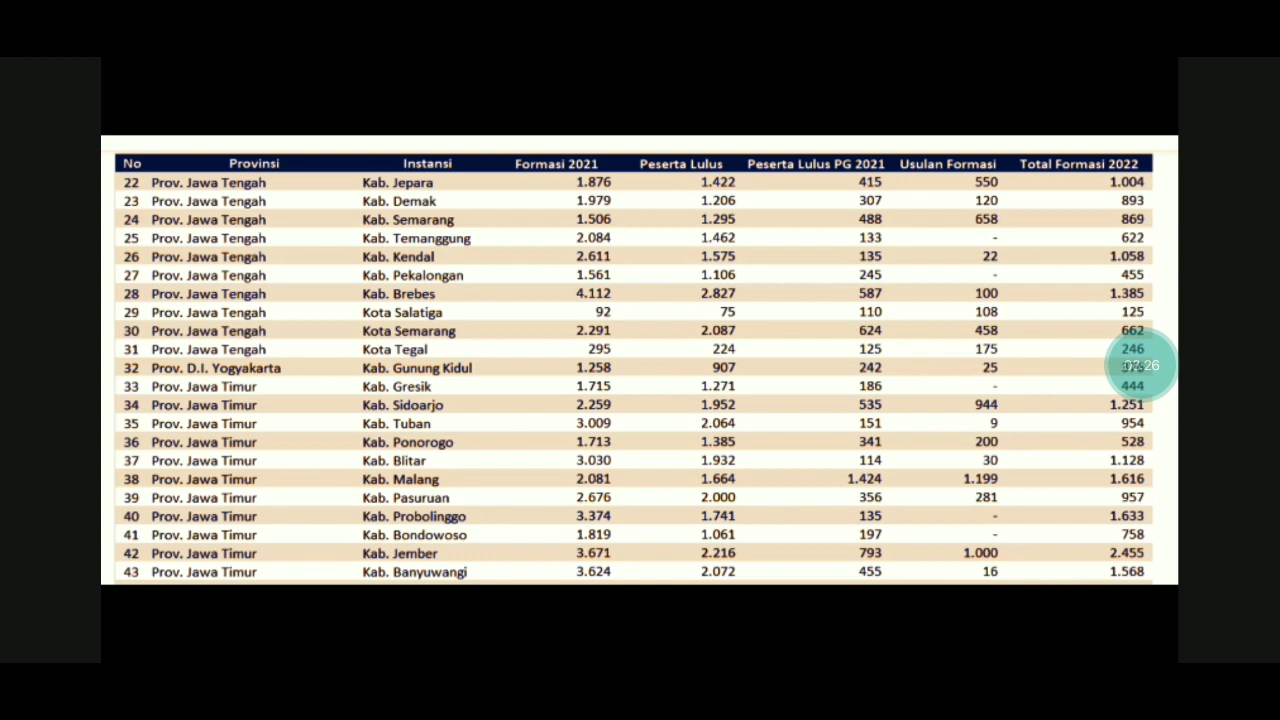 No Provinsi Instansi Formasi 2021 Peserta Lulus Peserta Lulus PG 2021 Usulan Formasi Total Formasi 2022
22 Prov. Jawa Tengah Kab. Jepara 1.876 1.422 415 550 1.004
23 Prov. Jawa Tengah Kab. Demak 1.979 1.206 307 120 893
24 Prov. Jawa Tengah Kab. Semarang 1.506 1.295 488 658 869
25 Prov. Jawa Tengah Kab. Temanggung 2.084 1.462 133 - 622
26 Prov. Jawa Tengah Kab. Kendal 2.611 1.575 135 22 1.058
27 Prov. Jawa Tengah Kab. Pekalongan 1.561 1.106 245 - 455
28 Prov. Jawa Tengah Kab. Brebes 4.112 2.827 587 100 1.385
29 Prov. Jawa Tengah Kota Salatiga 92 75 110 108 125
30 Prov. Jawa Tengah Kota Semarang 2.291 2.087 624 458 662
31 Prov. Jawa Tengah Kota Tegal 295 224 125 175 246
32 Prov. D.I. Yogyakarta Kab. Gunung Kidul 1.258 907 242 25
33 Prov. Jawa Timur Kab. Gresik 1.715 1.271 186 - 444
34 Prov. Jawa Timur Kab. Sidoarjo 2.259 1.952 535 944 1.251
35 Prov. Jawa Timur Kab. Tuban 3.009 2.064 151 9 954
36 Prov. Jawa Timur Kab. Ponorogo 1.713 1.385 341 200 528
37 Prov. Jawa Timur Kab. Blitar 3.030 1.932 114 30 1.128
38 Prov. Jawa Timur Kab. Malang 2.081 1.664 1.424 1.199 1.616
39 Prov. Jawa Timur Kab. Pasuruan 2.676 2.000 356 281 957
40 Prov. Jawa Timur Kab. Probolinggo 3.374 1.741 135 - 1.633
41 Prov. Jawa Timur Kab. Bondowoso 1.819 1.061 197 - 758
42 Prov. Jawa Timur Kab. Jember 3.671 2.216 793 1.000 2.455
43 Prov. Jawa Timur Kab. Banyuwangi 3.624 2.072 455 16 1.568